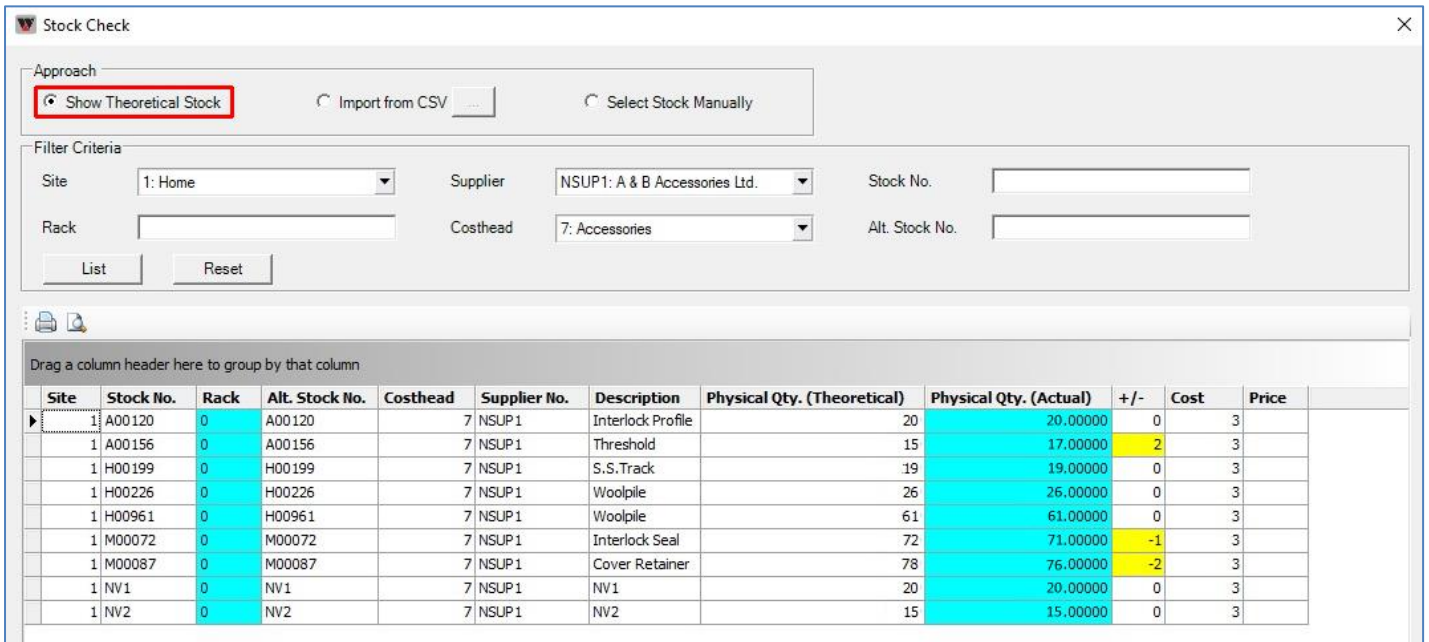 Stock Check
Approach
Show Theoretical Stock Import from CSV ... Select Stock Manually
Filter Criteria
Site 1: Home Supplier NSUP1: A & B Accessories Ltd. Stock No.
Rack Costhead 7: Accessories Alt. Stock No.
List Reset
Drag a column header here to group by that column
Site Stock No. Rack Alt. Stock No. Costhead Supplier No. Description Physical Qty. (Theoretical) Physical Qty. (Actual) +/- Cost Price
1 A00120 0 A00120 7 NSUP1 Interlock Profile 20 20.00000 0 3
1 A00156 0 A00156 7 NSUP1 Threshold 15 17.00000 2 3
1 H00199 0 H00199 7 NSUP1 S.S.Track 19 19.00000 0 3
1 H00226 0 H00226 7 NSUP1 Woolpile 26 26.00000 0 3
1 H00961 0 H00961 7 NSUP1 Woolpile 61 61.00000 0 3
1 M00072 0 M00072 7 NSUP1 Interlock Seal 72 71.00000 -1 3
1 M00087 0 M00087 7 NSUP1 Cover Retainer 78 76.00000 -2 3
1 NV1 0 NV1 7 NSUP1 NV1 20 20.00000 0 3
1 NV2 0 NV2 7 NSUP1 NV2 15 15.00000 0 3